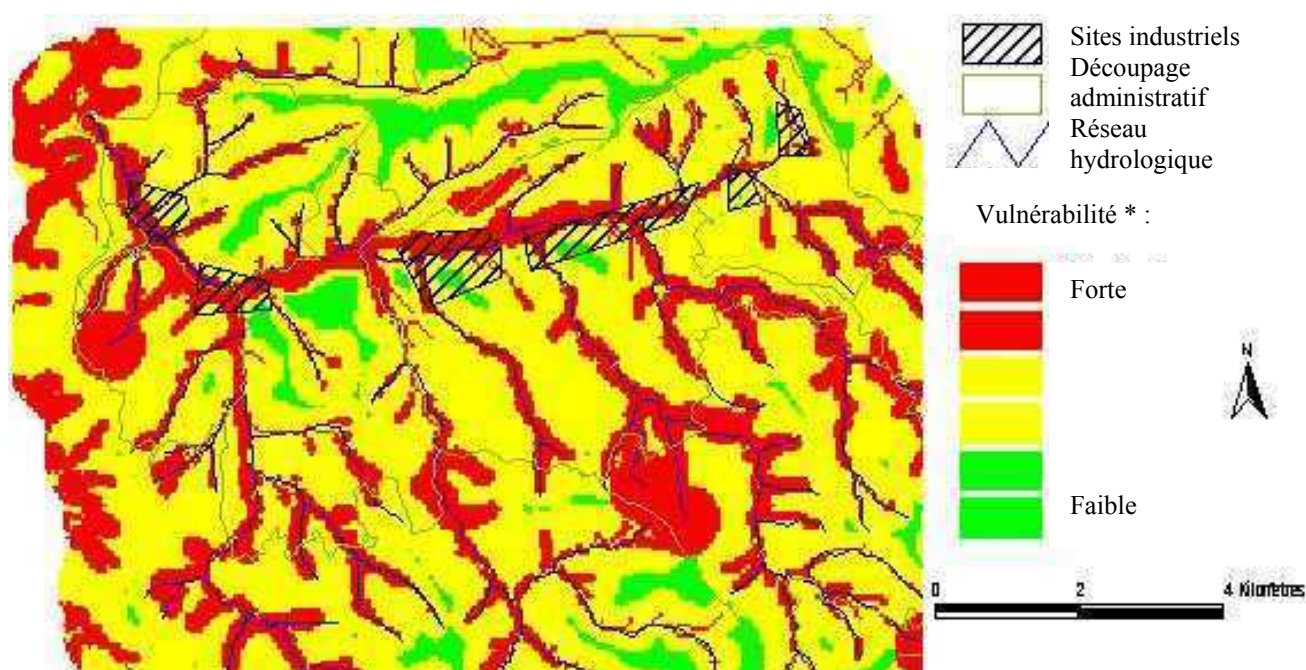 Sites industriels
Découpage
administratif
Réseau
hydrologique
Vulnérabilité * :
Forte
Faible
N
0 2 4 Kilomètres